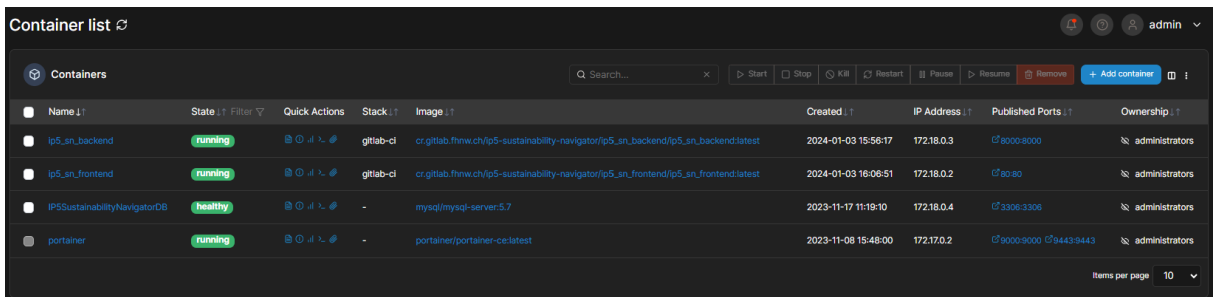 Container list
admin
Containers
Search...
Start Stop Kill Restart Pause Resume Remove + Add container
Name State Filter Quick Actions Stack Image Created IP Address Published Ports Ownership
ip5_sn_backend running gitlab-ci cr.gitlab.fhnw.ch/ip5-sustainability-navigator/ip5_sn_backend/ip5_sn_backend:latest 2024-01-03 15:56:17 172.18.0.3 8000:8000 administrators
ip5_sn_frontend running gitlab-ci cr.gitlab.fhnw.ch/ip5-sustainability-navigator/ip5_sn_frontend/ip5_sn_frontend:latest 2024-01-03 16:06:51 172.18.0.2 80:80 administrators
IP5SustainabilityNavigatorDB healthy - mysql/mysql-server:5.7 2023-11-17 11:19:10 172.18.0.4 3306:3306 administrators
portainer running - portainer/portainer-ce:latest 2023-11-08 15:48:00 172.17.0.2 9000:9000 9443:9443 administrators
Items per page 10